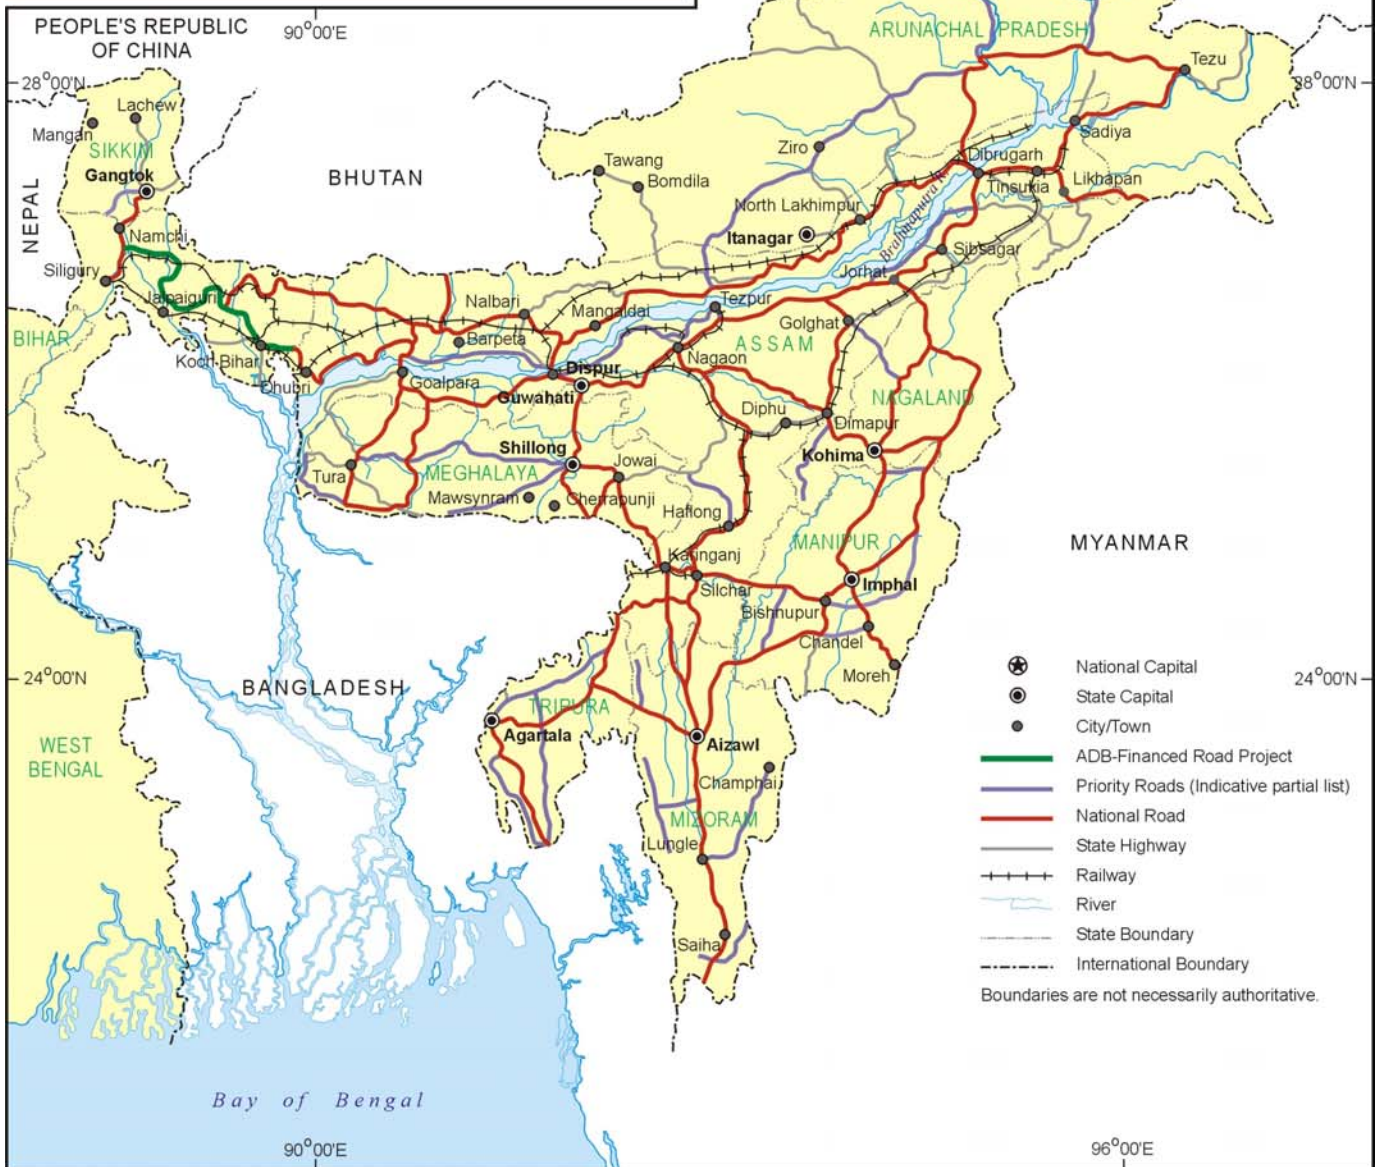 PEOPLE'S REPUBLIC
OF CHINA
90°00'E
ARUNACHAL PRADESH
28°00'N
28°00'N
Tezu
Lachew
Mangan
SIKKIM
Gangtok
NEPAL
BHUTAN
Tawang
Bomdila
Ziro
Sadiya
Dibrugarh
Tinsukia
Likhapan
North Lakhimpur
Itanagar
Brahmaputra R.
Namchi
Siligury
Sibsagar
Jorhat
Jalpaiguri
Nalbari
Mangaldai
Tezpur
Golghat
BIHAR
Barpeta
ASSAM
Koch-Bihar
Dhubri
Goalpara
Dispur
Guwahati
Nagaon
NAGALAND
Diphu
Dimapur
Kohima
Shillong
Jowai
Tura
MEGHALAYA
Mawsynram
Cherrapunji
Haflong
MANIPUR
MYANMAR
Karinganj
Silchar
Imphal
Bishnupur
Chandel
Moreh
24°00'N
24°00'N
BANGLADESH
TRIPURA
Agartala
Aizawl
WEST
BENGAL
Champhai
MIZORAM
Lungle
Saiha
National Capital
State Capital
City/Town
ADB-Financed Road Project
Priority Roads (Indicative partial list)
National Road
State Highway
Railway
River
State Boundary
International Boundary
Boundaries are not necessarily authoritative.
Bay of Bengal
90°00'E
96°00'E